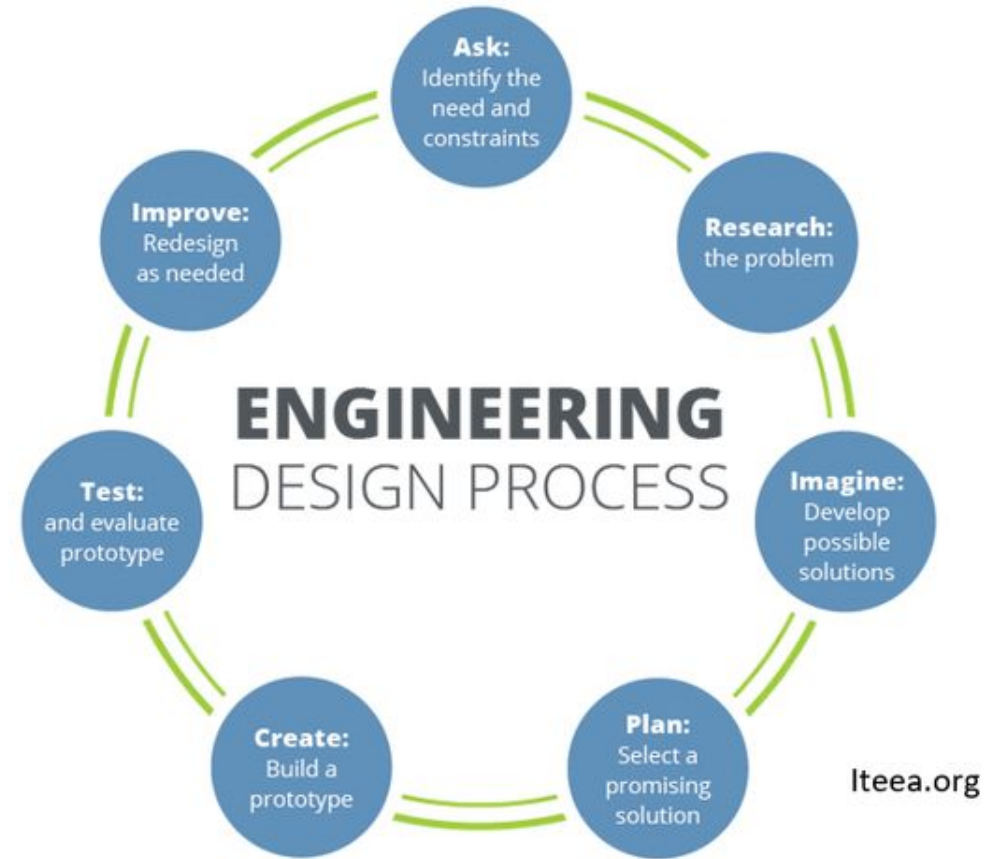 Ask:
Identify the
need and
constraints
Research:
the problem
Imagine:
Develop
possible
solutions
Plan:
Select a
promising
solution
Create:
Build a
prototype
Test:
and evaluate
prototype
Improve:
Redesign
as needed
ENGINEERING
DESIGN PROCESS
Iteea.org